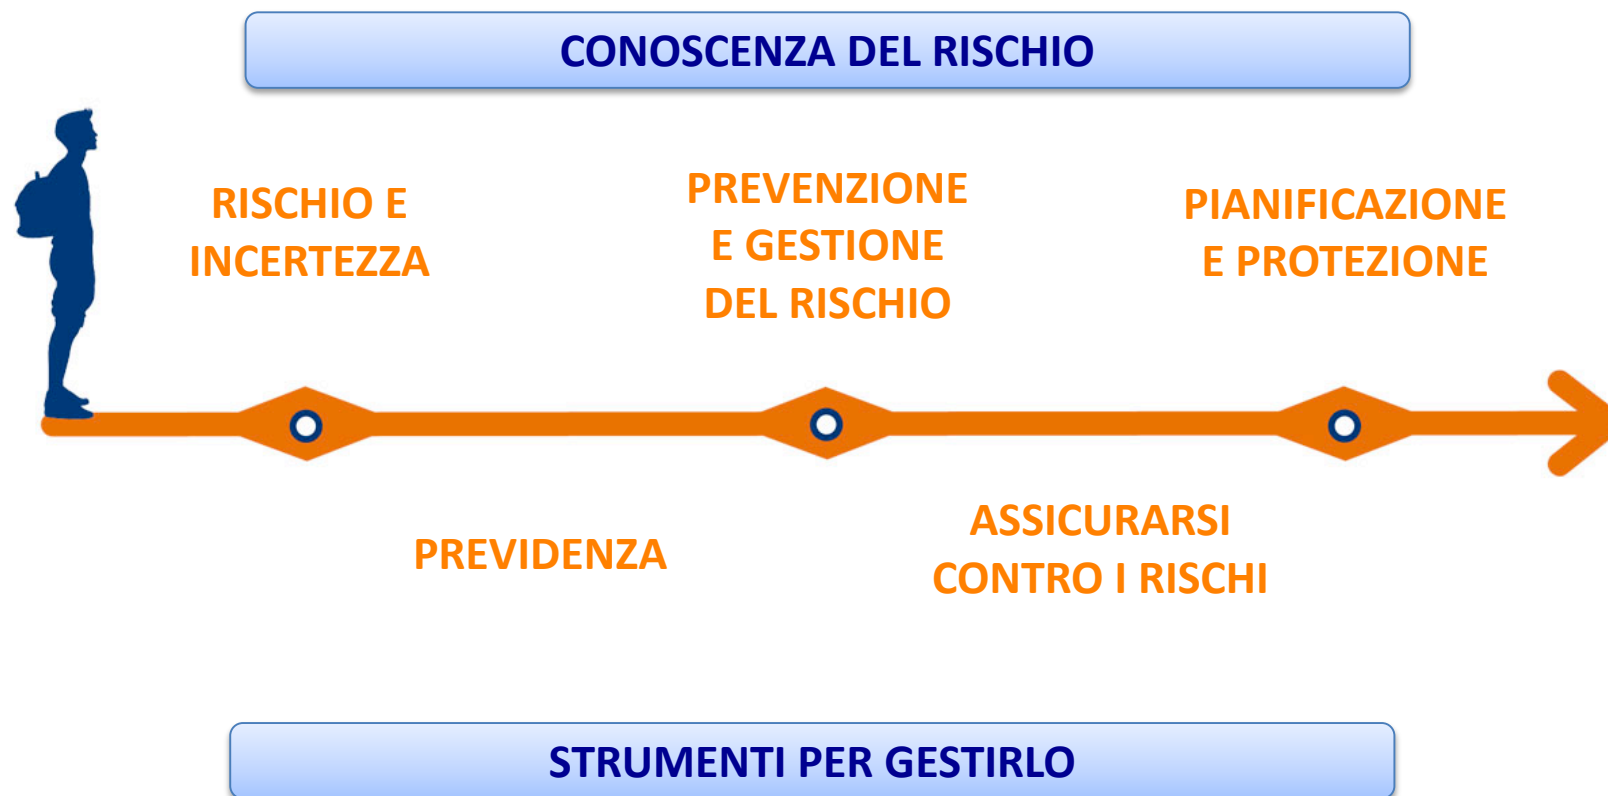 CONOSCENZA DEL RISCHIO
RISCHIO E
INCERTEZZA
PREVENZIONE
E GESTIONE
DEL RISCHIO
PIANIFICAZIONE
E PROTEZIONE
PREVIDENZA
ASSICURARSI
CONTRO I RISCHI
STRUMENTI PER GESTIRLO